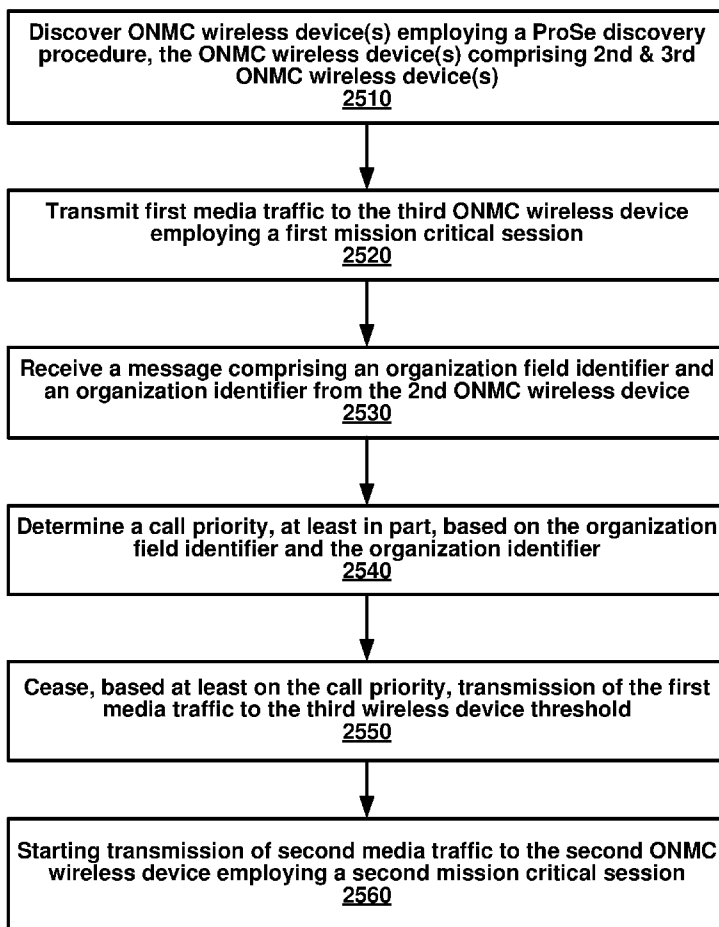 Discover ONMC wireless device(s) employing a ProSe discovery
procedure, the ONMC wireless device(s) comprising 2nd & 3rd
ONMC wireless device(s)
2510
Transmit first media traffic to the third ONMC wireless device
employing a first mission critical session
2520
Receive a message comprising an organization field identifier and
an organization identifier from the 2nd ONMC wireless device
2530
Determine a call priority, at least in part, based on the organization
field identifier and the organization identifier
2540
Cease, based at least on the call priority, transmission of the first
media traffic to the third wireless device threshold
2550
Starting transmission of second media traffic to the second ONMC
wireless device employing a second mission critical session
2560